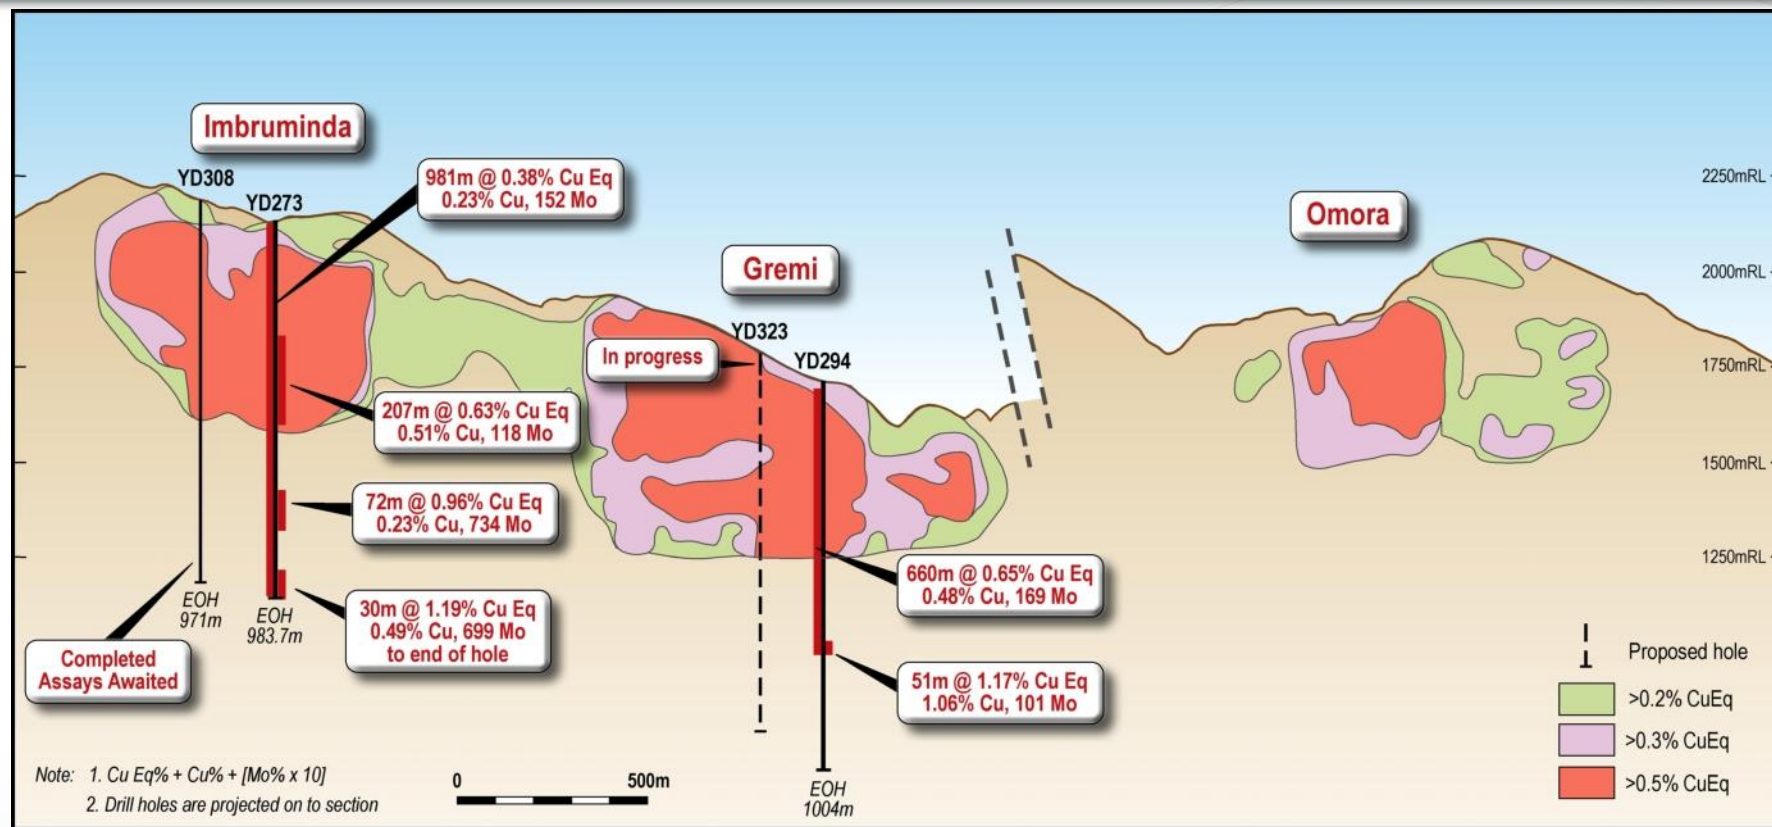 Imbruminda
YD308
YD273
981m @ 0.38% Cu Eq
0.23% Cu, 152 Mo
2250mRL
Omora
Gremi
2000mRL
YD323
In progress
YD294
1750mRL
207m @ 0.63% Cu Eq
0.51% Cu, 118 Mo
1500mRL
72m @ 0.96% Cu Eq
0.23% Cu, 734 Mo
1250mRL
660m @ 0.65% Cu Eq
0.48% Cu, 169 Mo
EOH
971m
EOH
983.7m
30m @ 1.19% Cu Eq
0.49% Cu, 699 Mo
to end of hole
Completed
Assays Awaited
51m @ 1.17% Cu Eq
1.06% Cu, 101 Mo
Proposed hole
>0.2% CuEq
>0.3% CuEq
>0.5% CuEq
Note: 1. Cu Eq% + Cu% + [Mo% x 10]
2. Drill holes are projected on to section
0 500m
EOH
1004m